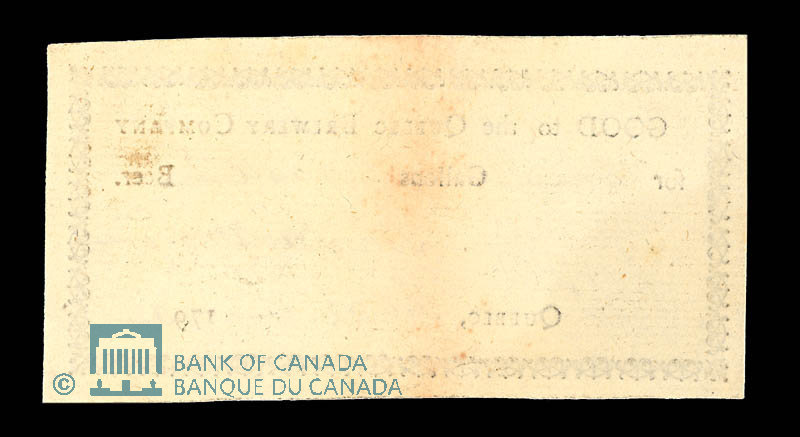 GOOD to the QUEBEC BREWERY COMPANY
for Gallons Beer.
QUEBEC, 179
© BANK OF CANADA
BANQUE DU CANADA